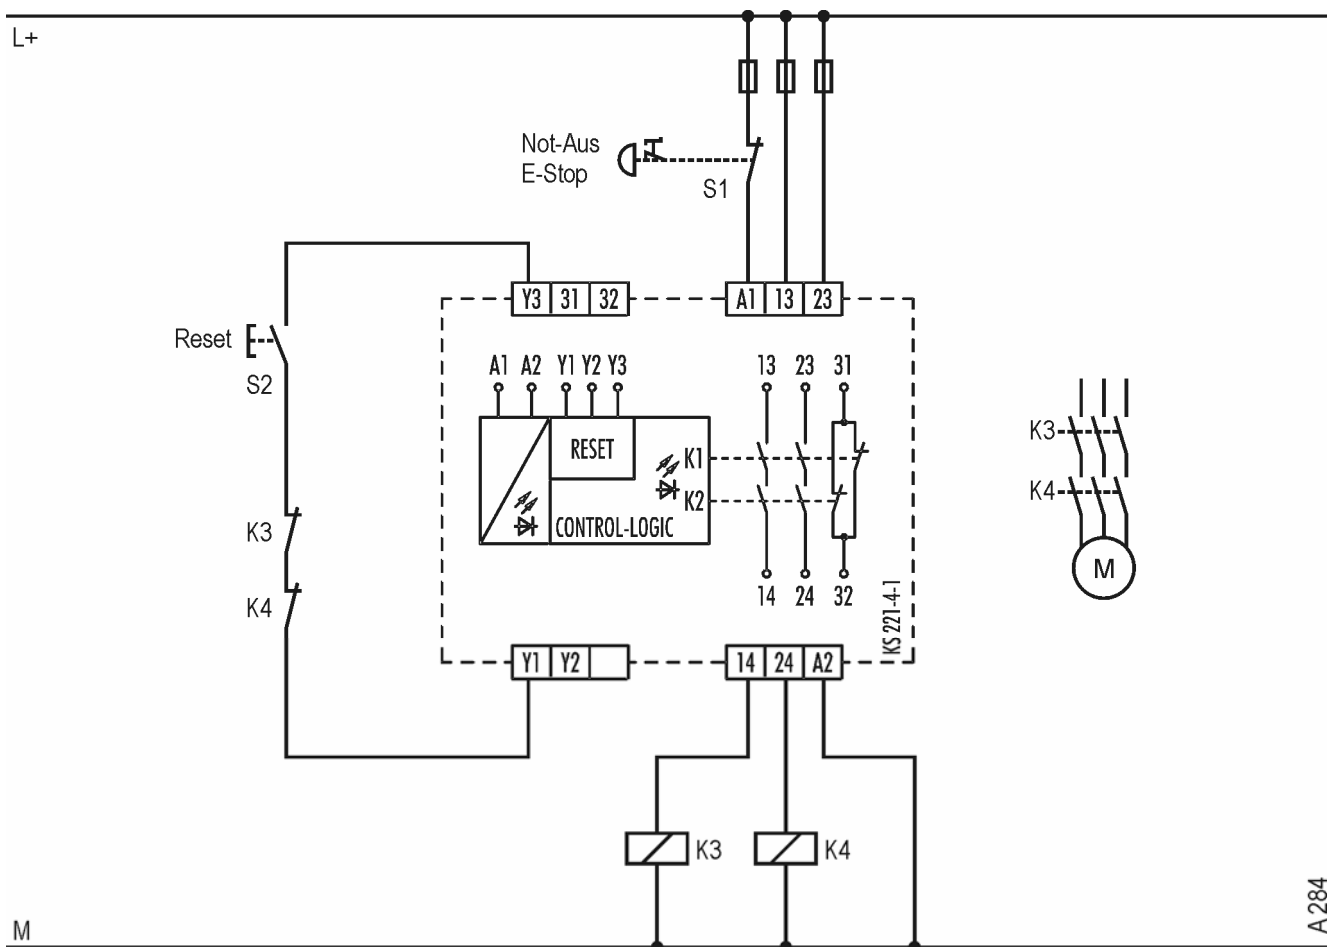 L+
Not-Aus
E-Stop
S1
Y3 31 32
A1 13 23
Reset
S2
A1 A2 Y1 Y2 Y3
13 23 31
RESET
K1
K2
CONTROL-LOGIC
14 24 32
KS 221-4-1
K3
K4
M
K3
K4
Y1 Y2
14 24 A2
K3
K4
M
A 284